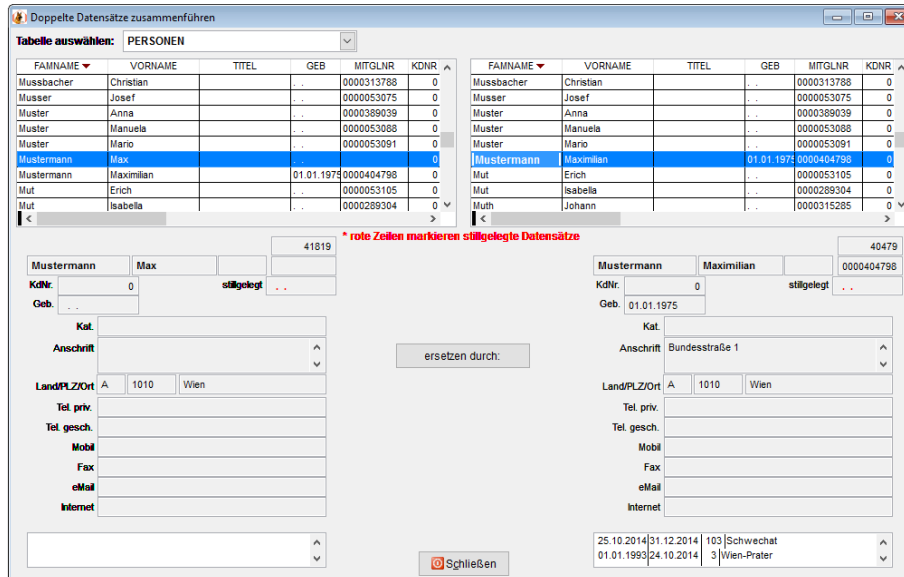 Doppelte Datensätze zusammenführen
Tabelle auswählen: PERSONEN
FAMNAME VORNAME TITEL GEB MITGLNR KDNR
Mussbacher Christian . . 0000313788 0
Musser Josef . . 0000053075 0
Muster Anna . . 0000389039 0
Muster Manuela . . 0000053088 0
Muster Mario . . 0000053091 0
Mustermann Max . . 0
Mustermann Maximilian 01.01.1975 0000404798 0
Mut Erich . . 0000053105 0
Mut Isabella . . 0000289304 0
FAMNAME VORNAME TITEL GEB MITGLNR KDNR
Mussbacher Christian . . 0000313788 0
Musser Josef . . 0000053075 0
Muster Anna . . 0000389039 0
Muster Manuela . . 0000053088 0
Muster Mario . . 0000053091 0
Mustermann Maximilian 01.01.1975 0000404798 0
Mut Erich . . 0000053105 0
Mut Isabella . . 0000289304 0
Muth Johann . . 0000315285 0
* rote Zeilen markieren stillgelegte Datensätze
41819
Mustermann Max
KdNr. 0 stillgelegt . .
Geb. . .
Kat.
Anschrift
Land/PLZ/Ort A 1010 Wien
Tel. priv.
Tel. gesch.
Mobil
Fax
eMail
Internet
ersetzen durch:
40479
Mustermann Maximilian 0000404798
KdNr. 0 stillgelegt . .
Geb. 01.01.1975
Kat.
Anschrift Bundesstraße 1
Land/PLZ/Ort A 1010 Wien
Tel. priv.
Tel. gesch.
Mobil
Fax
eMail
Internet
25.10.2014 31.12.2014 103 Schwechat
01.01.1993 24.10.2014 3 Wien-Prater
Schließen